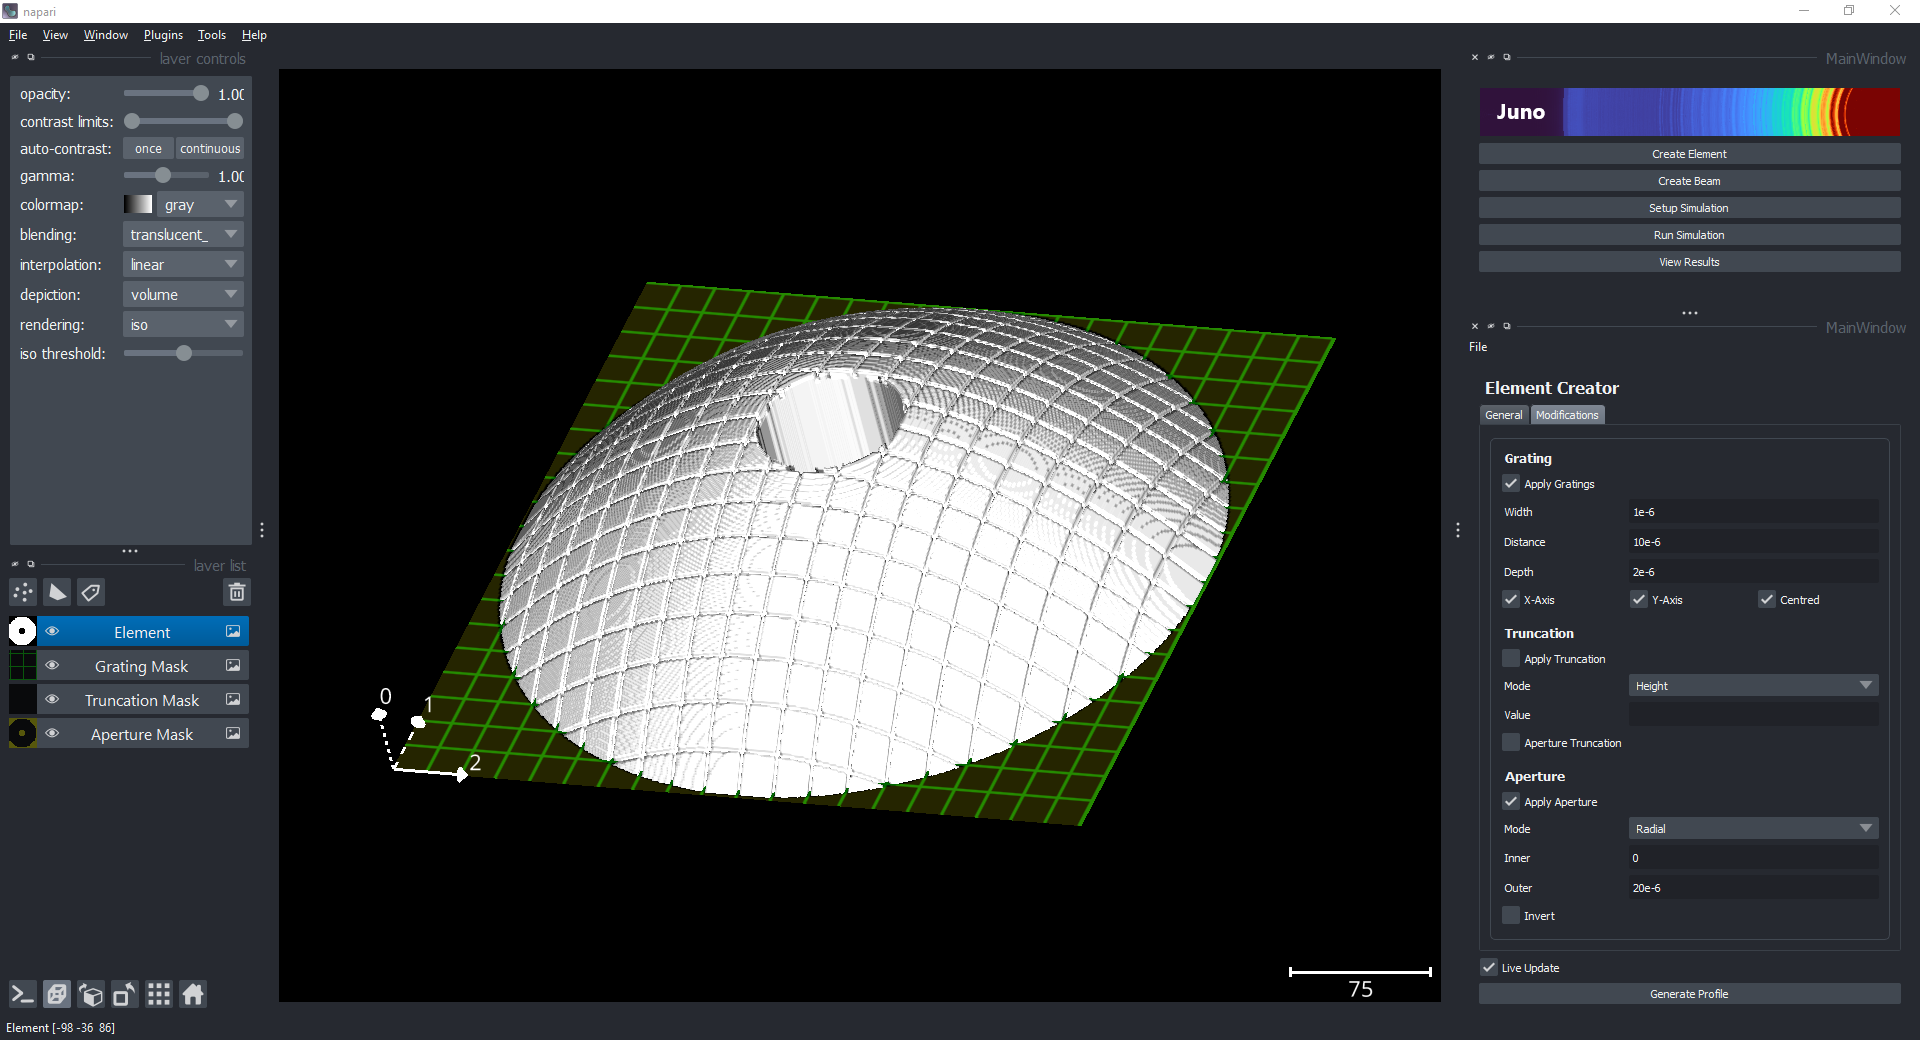 napari
File View Window Plugins Tools Help
layer controls
opacity: 1.00
contrast limits:
auto-contrast: once continuous
gamma: 1.00
colormap: gray
blending: translucent_
interpolation: linear
depiction: volume
rendering: iso
iso threshold:
layer list
Element
Grating Mask
Truncation Mask
Aperture Mask
Element [-98 -36 86]
0
1
2
75
MainWindow
Juno
Create Element
Create Beam
Setup Simulation
Run Simulation
View Results
MainWindow
File
Element Creator
General Modifications
Grating
Apply Gratings
Width 1e-6
Distance 10e-6
Depth 2e-6
X-Axis Y-Axis Centred
Truncation
Apply Truncation
Mode Height
Value
Aperture Truncation
Aperture
Apply Aperture
Mode Radial
Inner 0
Outer 20e-6
Invert
Live Update
Generate Profile